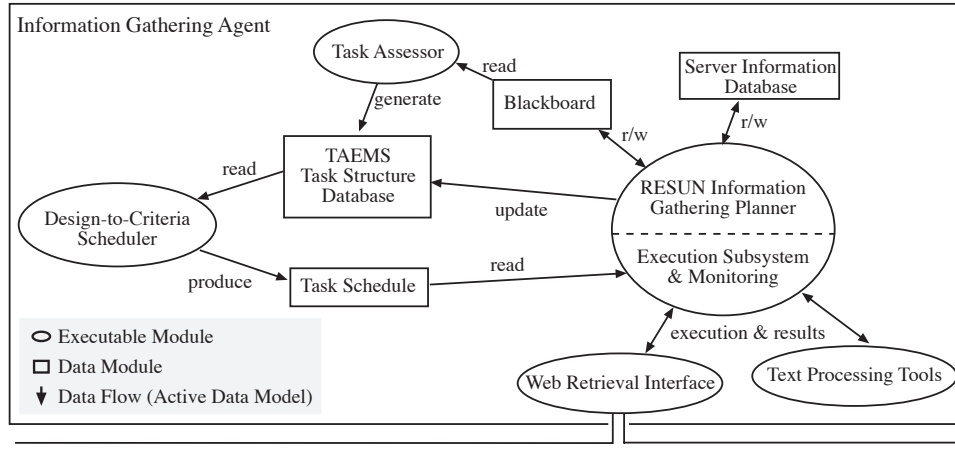 Information Gathering Agent
Task Assessor
read
Server Information
Database
generate
Blackboard
r/w
r/w
TAEMS
Task Structure
Database
read
RESUN Information
Gathering Planner
update
Design-to-Criteria
Scheduler
Execution Subsystem
& Monitoring
read
produce
Task Schedule
execution & results
Executable Module
Data Module
Data Flow (Active Data Model)
Web Retrieval Interface
Text Processing Tools